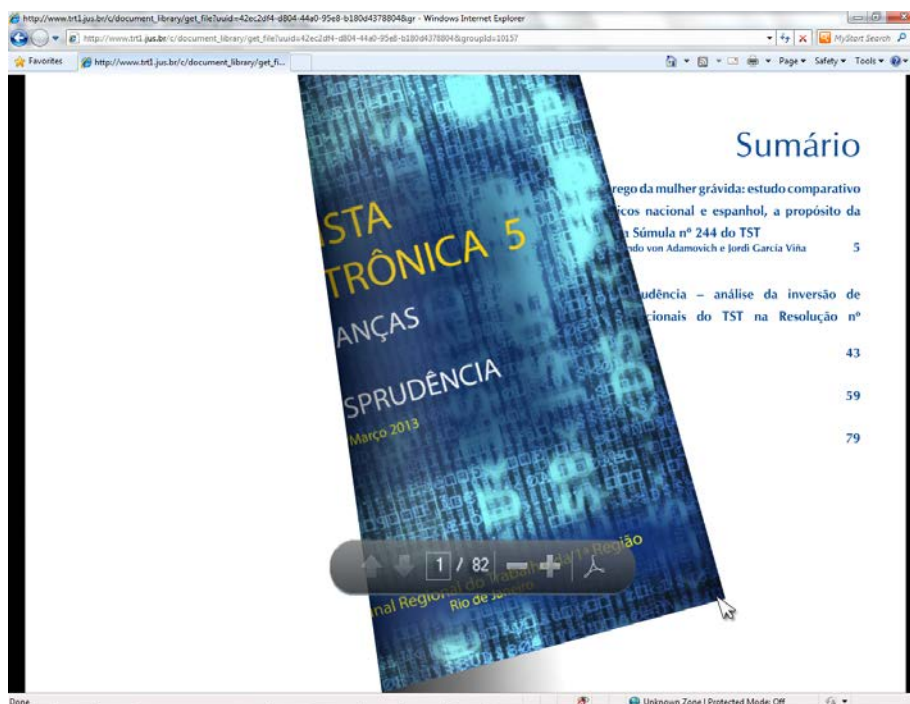 http://www.trt1.jus.br/c/document_library/get_file?uuid=42ec2df4-d804-44a0-95e8-b180d4378804&gr - Windows Internet Explorer
http://www.trt1.jus.br/c/document_library/get_file?uuid=42ec2df4-d804-44a0-95e8-b180d4378804&groupId=10157
MyStart Search
Favorites
http://www.trt1.jus.br/c/document_library/get_fi...
Page
Safety
Tools
Sumário
rego da mulher grávida: estudo comparativo
icos nacional e espanhol, a propósito da
a Súmula nº 244 do TST
ndo von Adamovich e Jordi García Viña 5
udência – análise da inversão de
cionais do TST na Resolução nº
43
59
79
ISTA
TRÔNICA 5
ANÇAS
SPRUDÊNCIA
Março 2013
1 / 82
nal Regional do Trabalho da 1ª Região
Rio de Janeiro
Done
Unknown Zone | Protected Mode: Off